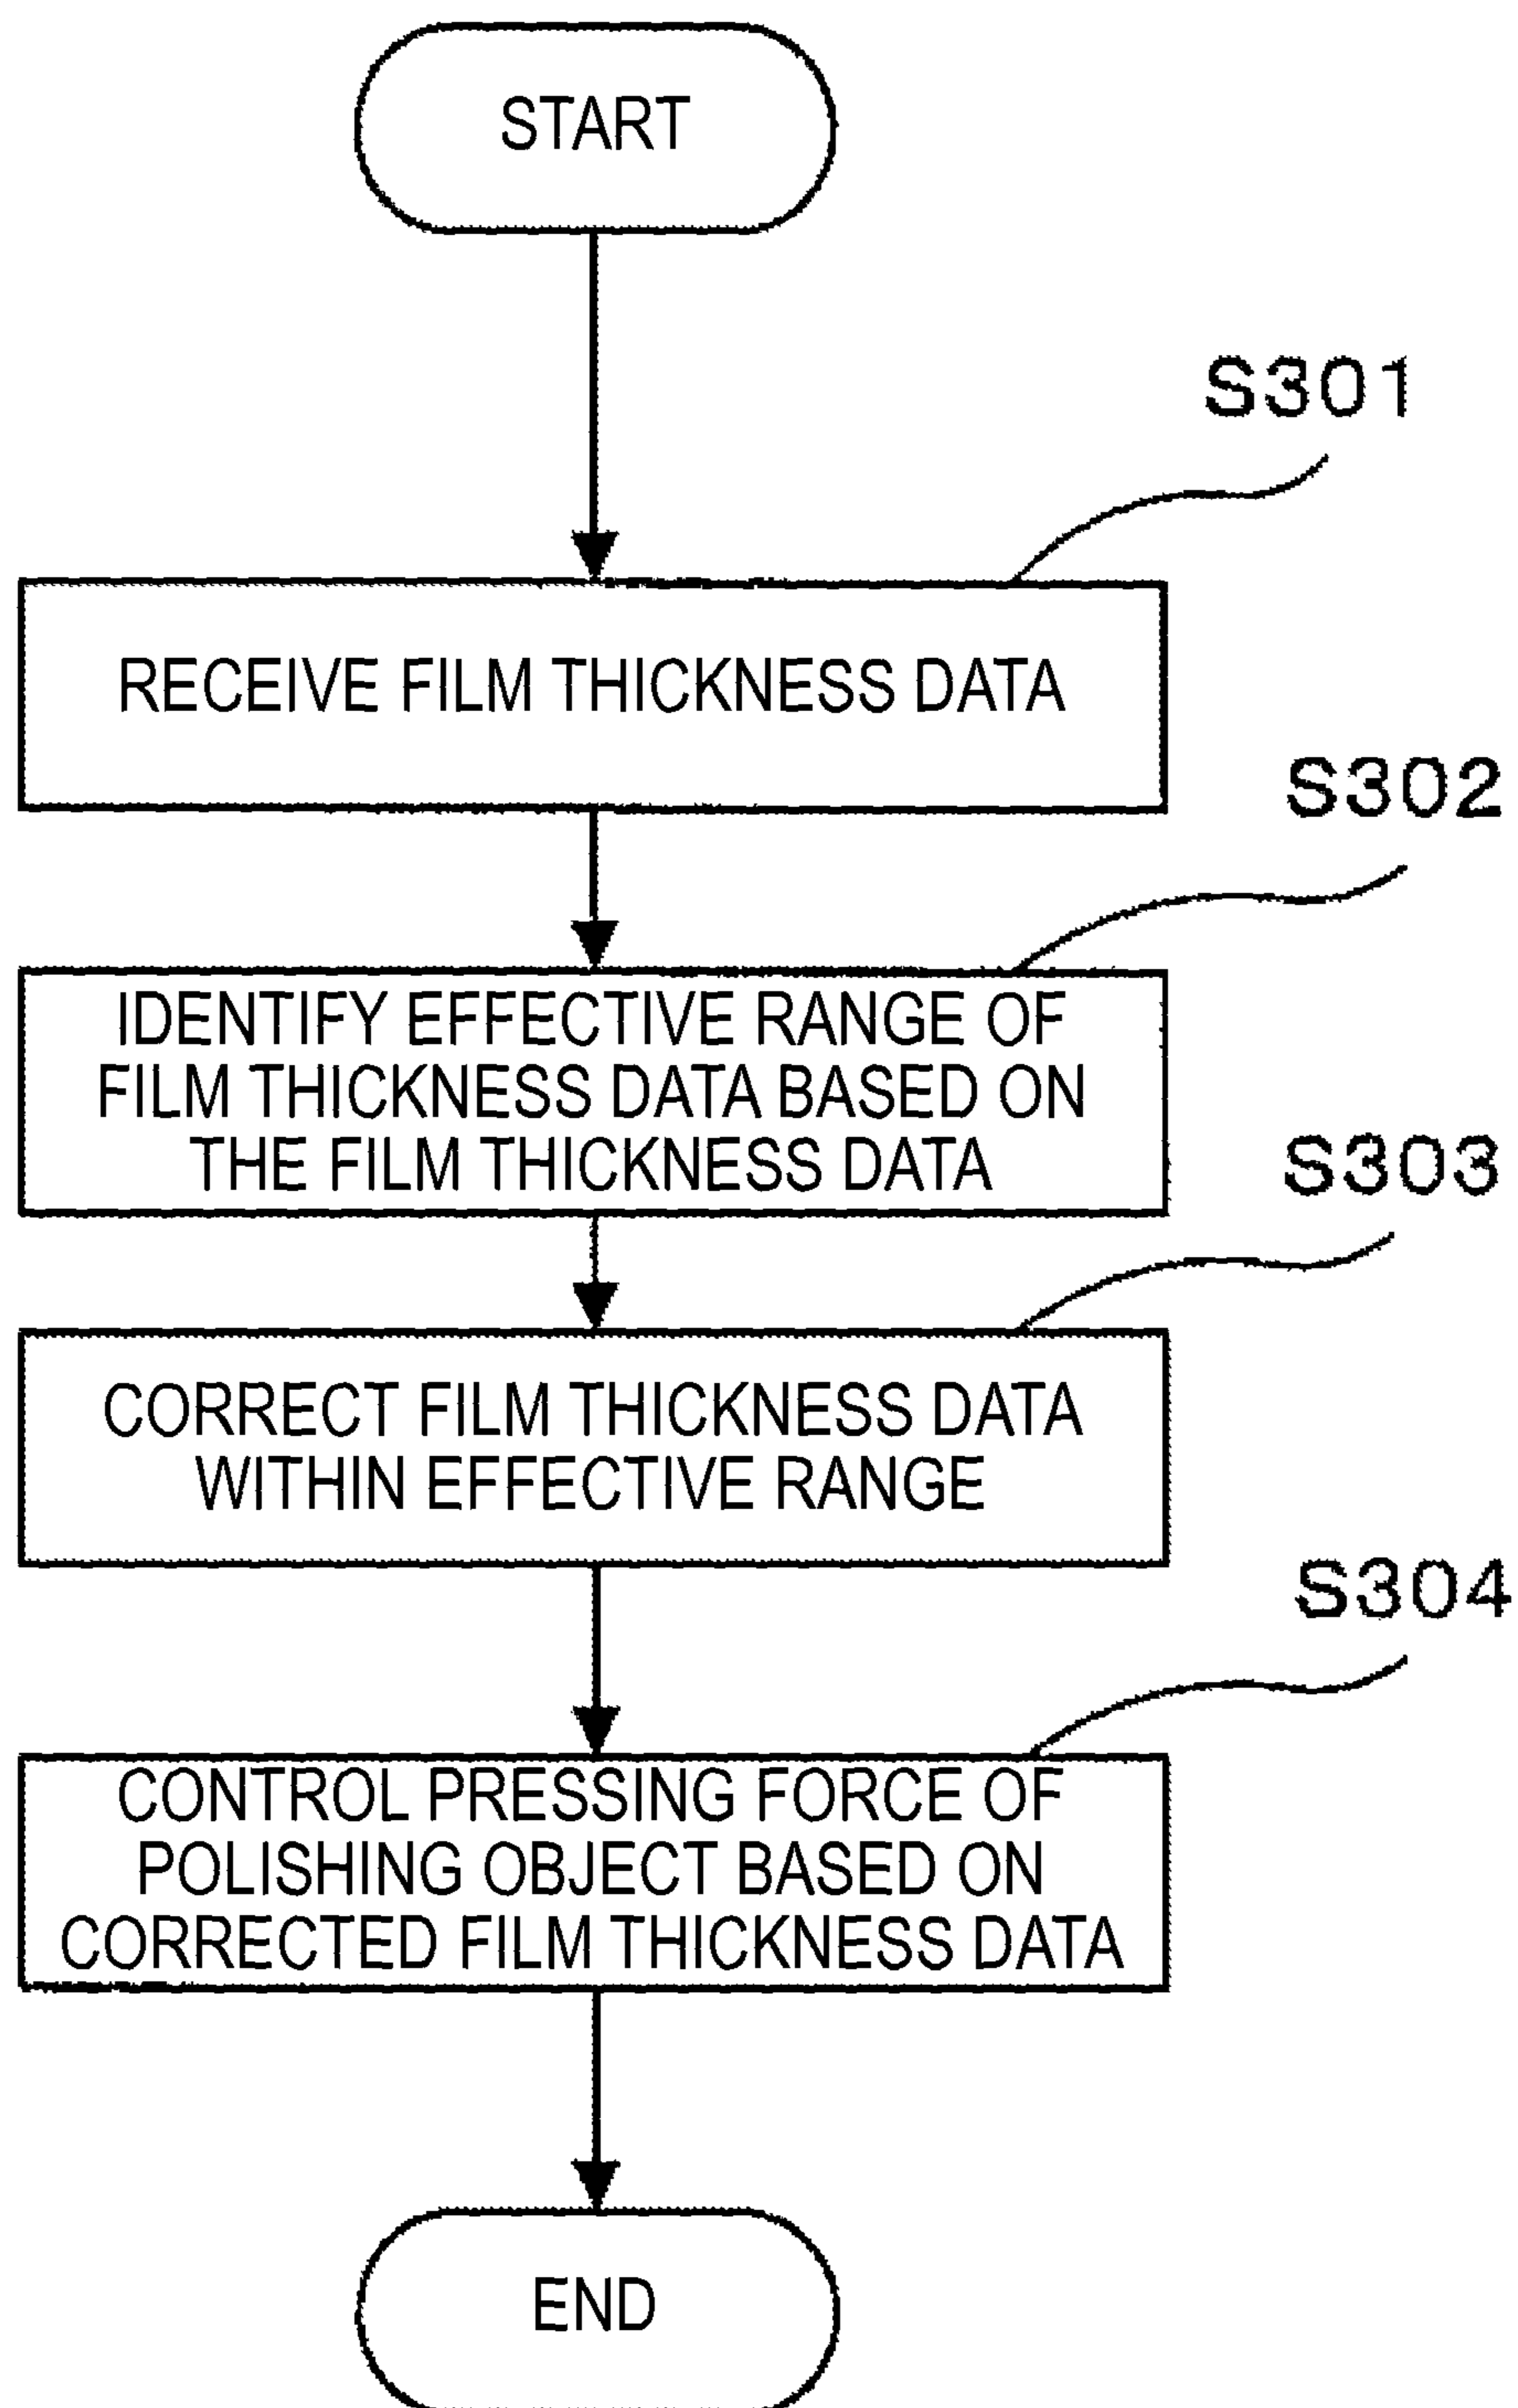 START
S301
RECEIVE FILM THICKNESS DATA
S302
IDENTIFY EFFECTIVE RANGE OF
FILM THICKNESS DATA BASED ON
THE FILM THICKNESS DATA
S303
CORRECT FILM THICKNESS DATA
WITHIN EFFECTIVE RANGE
S304
CONTROL PRESSING FORCE OF
POLISHING OBJECT BASED ON
CORRECTED FILM THICKNESS DATA
END